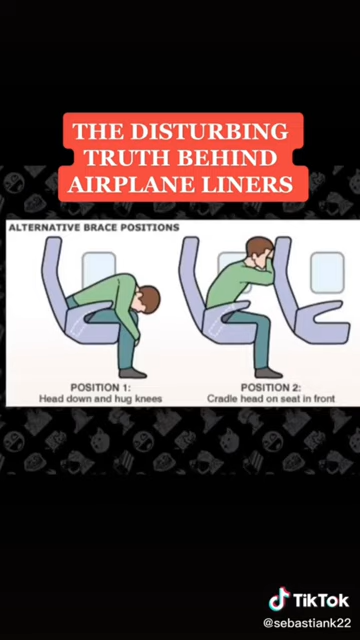 THE DISTURBING
TRUTH BEHIND
AIRPLANE LINERS
ALTERNATIVE BRACE POSITIONS
POSITION 1:
Head down and hug knees
POSITION 2:
Cradle head on seat in front
TikTok
@sebastiank22